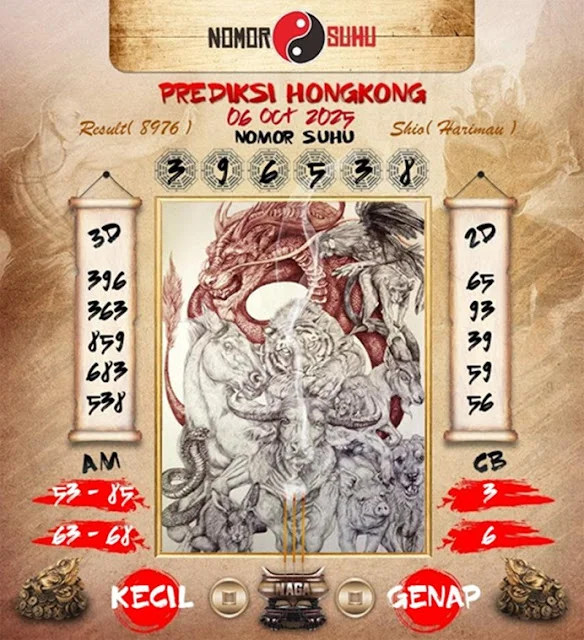 NOMOR SUHU
PREDIKSI HONGKONG
06 Oct 2025
NOMOR SUHU
Result( 8976 )
Shio( Harimau )
3 9 6 5 3 8
3D
396
363
859
683
538
2D
65
93
39
59
56
AM
53 - 85
63 - 68
CB
3
6
KECIL
NAGA
GENAP